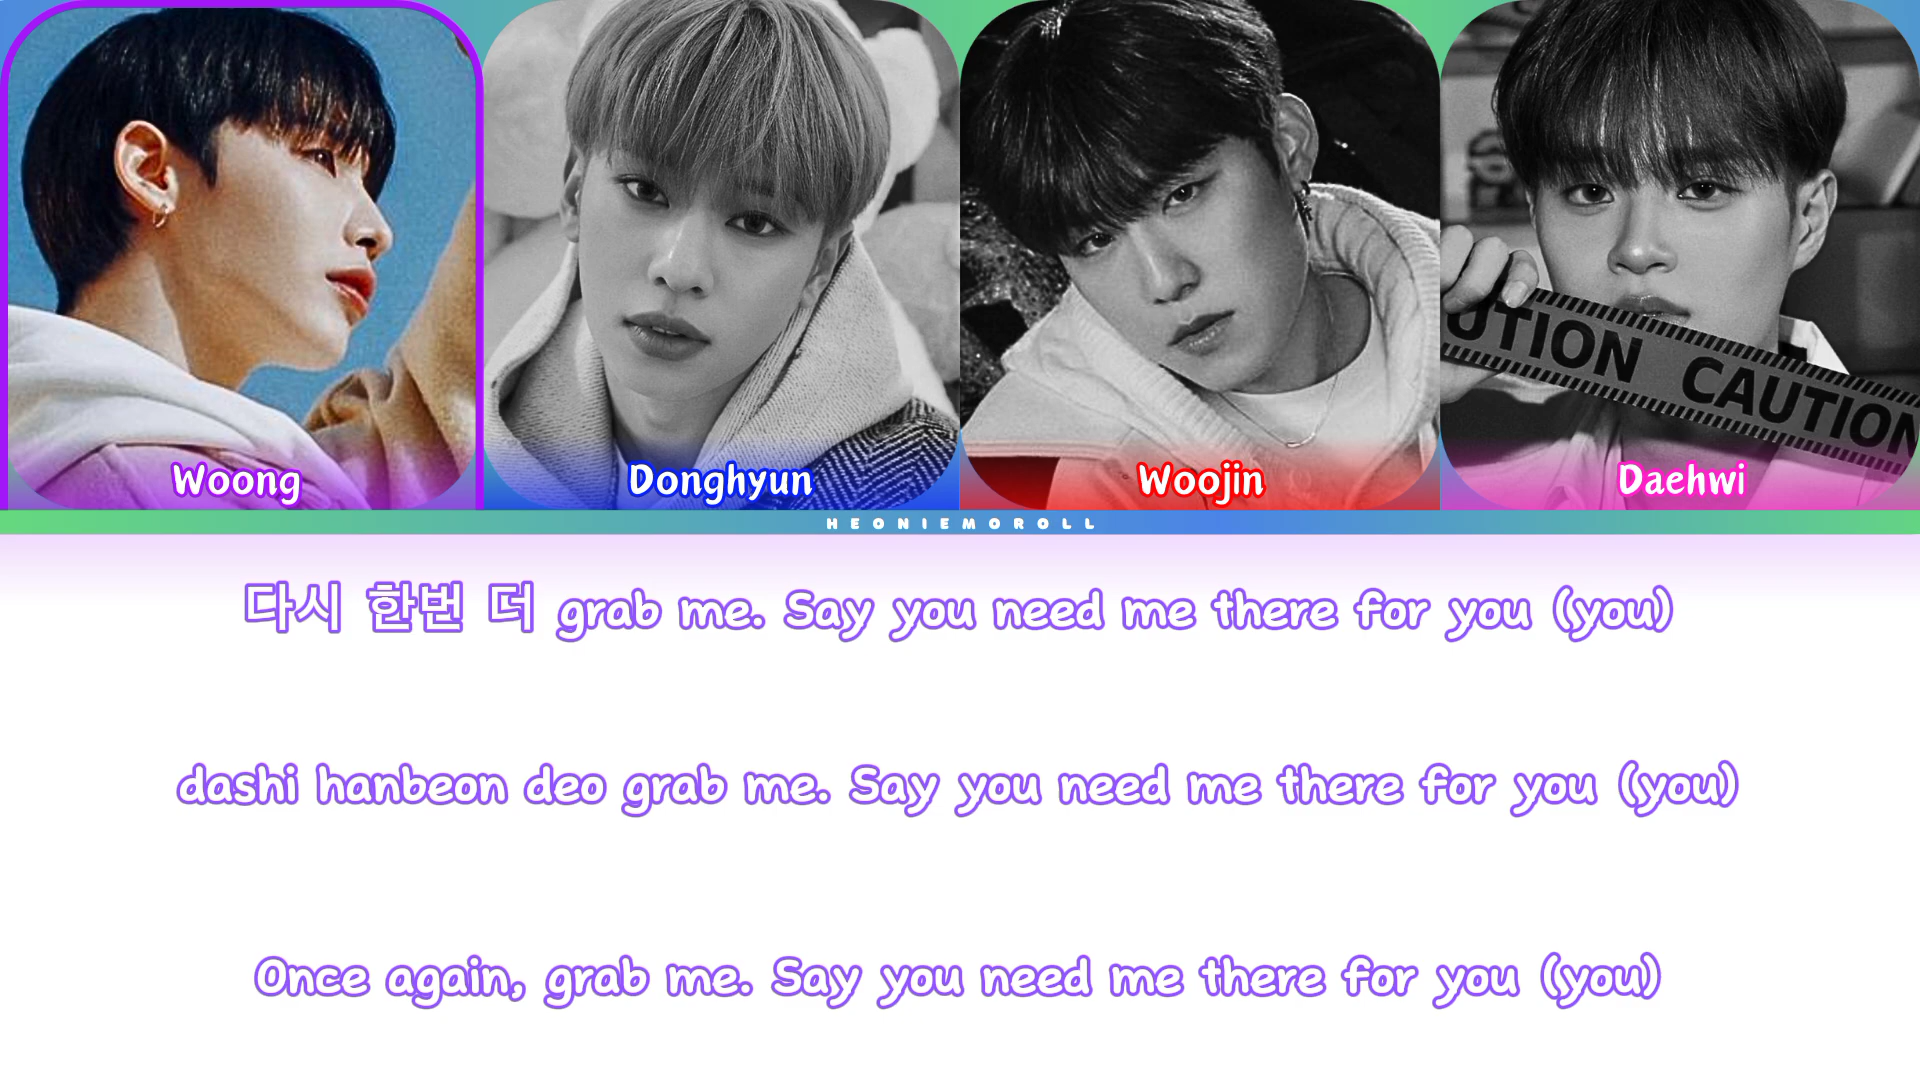 UTION CAUTION
Woong
Donghyun
Woojin
Daehwi
HEONIEMOROLL
다시 한번 더 grab me. Say you need me there for you (you)
dashi hanbeon deo grab me. Say you need me there for you (you)
Once again, grab me. Say you need me there for you (you)